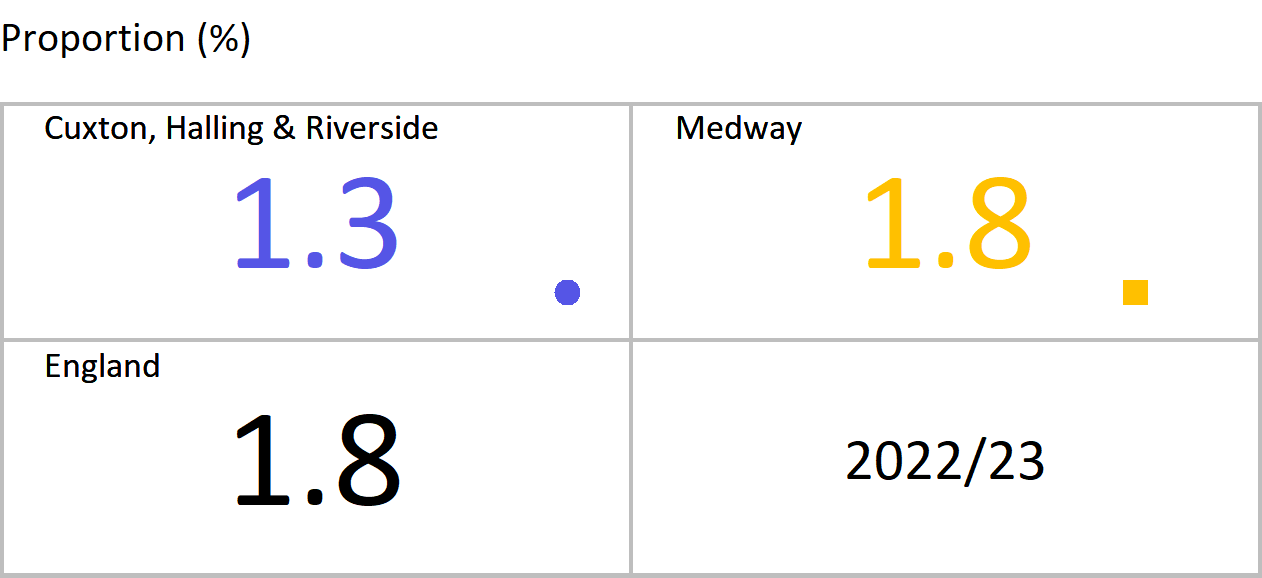 Proportion (%)
Cuxton, Halling & Riverside
1.3
Medway
1.8
England
1.8
2022/23